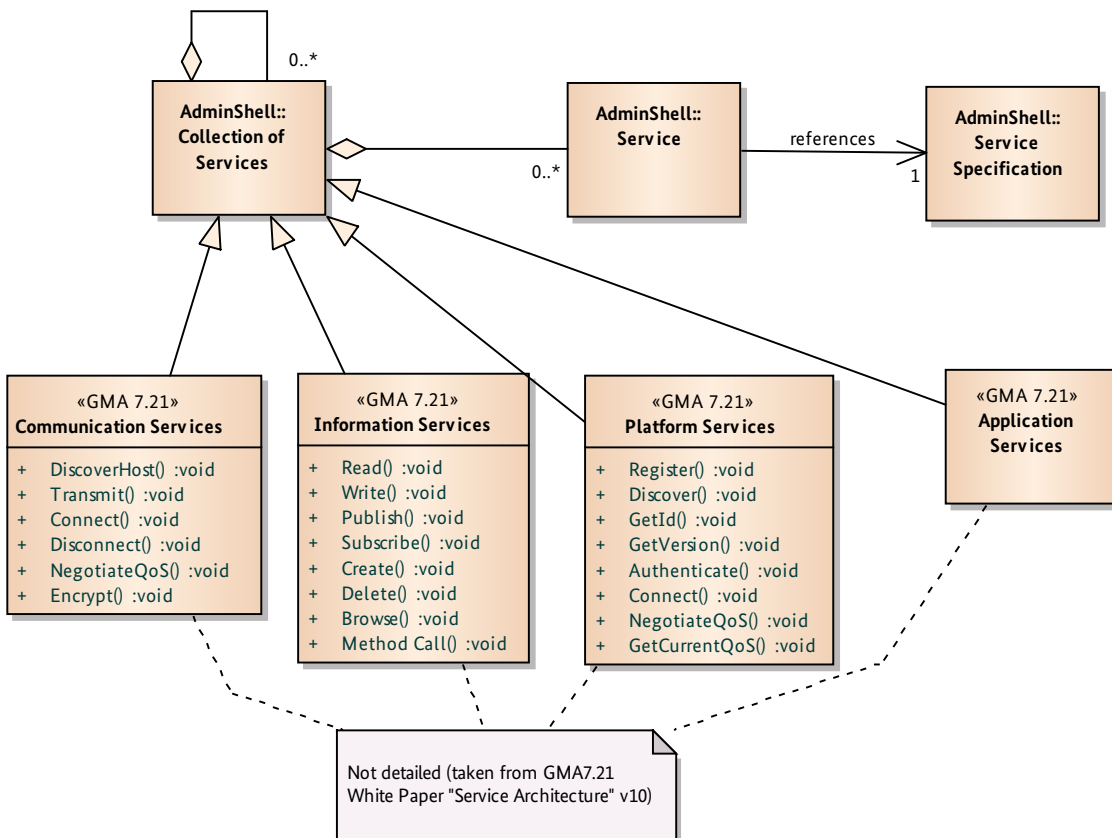 0..*
AdminShell::
Collection of
Services
AdminShell::
Service
0..*
references
1
AdminShell::
Service
Specification
«GMA 7.21»
Communication Services
+ DiscoverHost() :void
+ Transmit() :void
+ Connect() :void
+ Disconnect() :void
+ NegotiateQoS() :void
+ Encrypt() :void
«GMA 7.21»
Information Services
+ Read() :void
+ Write() :void
+ Publish() :void
+ Subscribe() :void
+ Create() :void
+ Delete() :void
+ Browse() :void
+ Method Call() :void
«GMA 7.21»
Platform Services
+ Register() :void
+ Discover() :void
+ GetId() :void
+ GetVersion() :void
+ Authenticate() :void
+ Connect() :void
+ NegotiateQoS() :void
+ GetCurrentQoS() :void
«GMA 7.21»
Application
Services
Not detailed (taken from GMA7.21
White Paper "Service Architecture" v10)